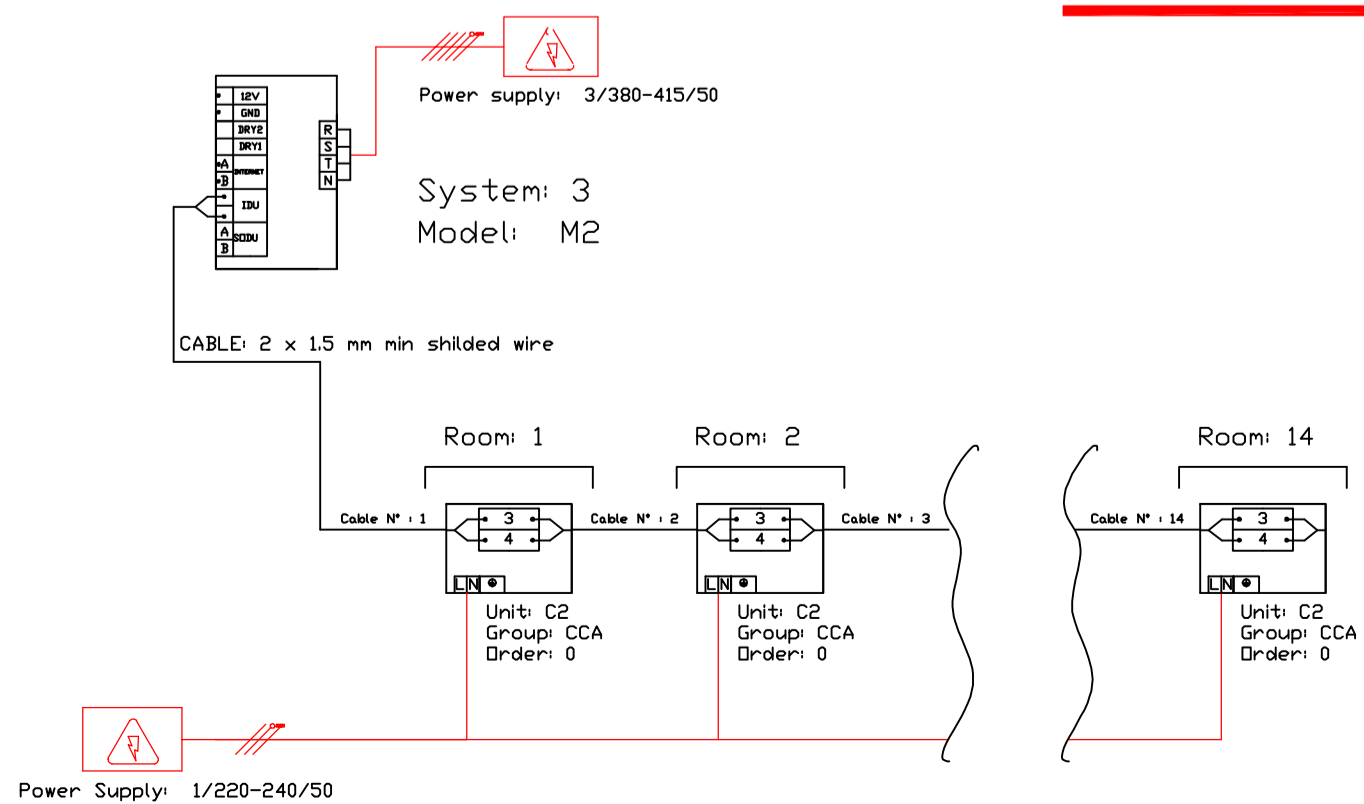 Power supply: 3/380-415/50
12V
GND
DRY2
DRY1
A
B
INTERNET
IDU
A
B
SODU
R
S
T
N
System: 3
Model: M2
CABLE: 2 x 1.5 mm min shilded wire
Room: 1
Room: 2
Room: 14
Cable N° : 1
3
4
Cable N° : 2
3
4
Cable N° : 3
Cable N° : 14
3
4
L N
L N
L N
Unit: C2
Group: CCA
Order: 0
Unit: C2
Group: CCA
Order: 0
Unit: C2
Group: CCA
Order: 0
Power Supply: 1/220-240/50